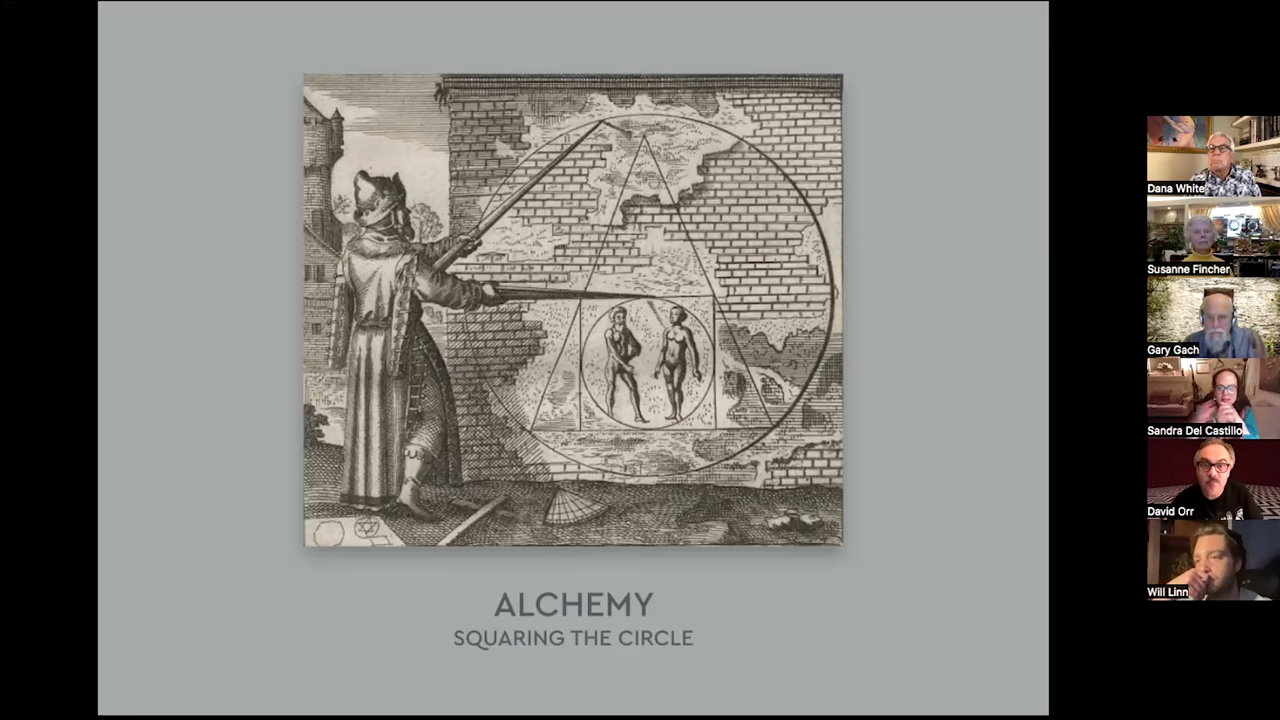 ALCHEMY
SQUARING THE CIRCLE
Dana White
Susanne Fincher
Gary Gach
Sandra Del Castillo
David Orr
Will Linn